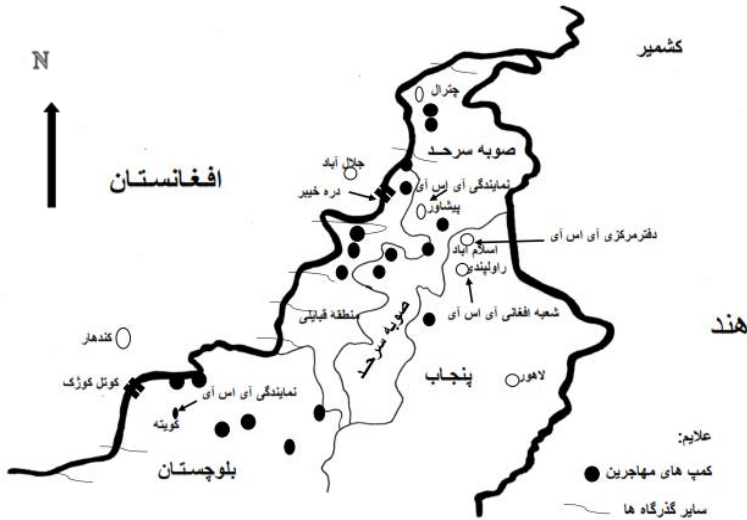 کشمیر
N
چترال
صوبه سرحد
جلال آباد
افغانستان
نمایندگی آی اس آی
دره خیبر
پیشاور
دفترمرکزی آی اس آی
اسلام آباد
راولپندی
منطقه قبایلی
شعبه افغانی آی اس آی
صوبه سرحد
هند
کندهار
پنجاب
لاهور
کوتل کوژک
نمایندگی آی اس آی
کویته
بلوچستان
علایم:
کمپ های مهاجرین
سایر گذرگاه ها